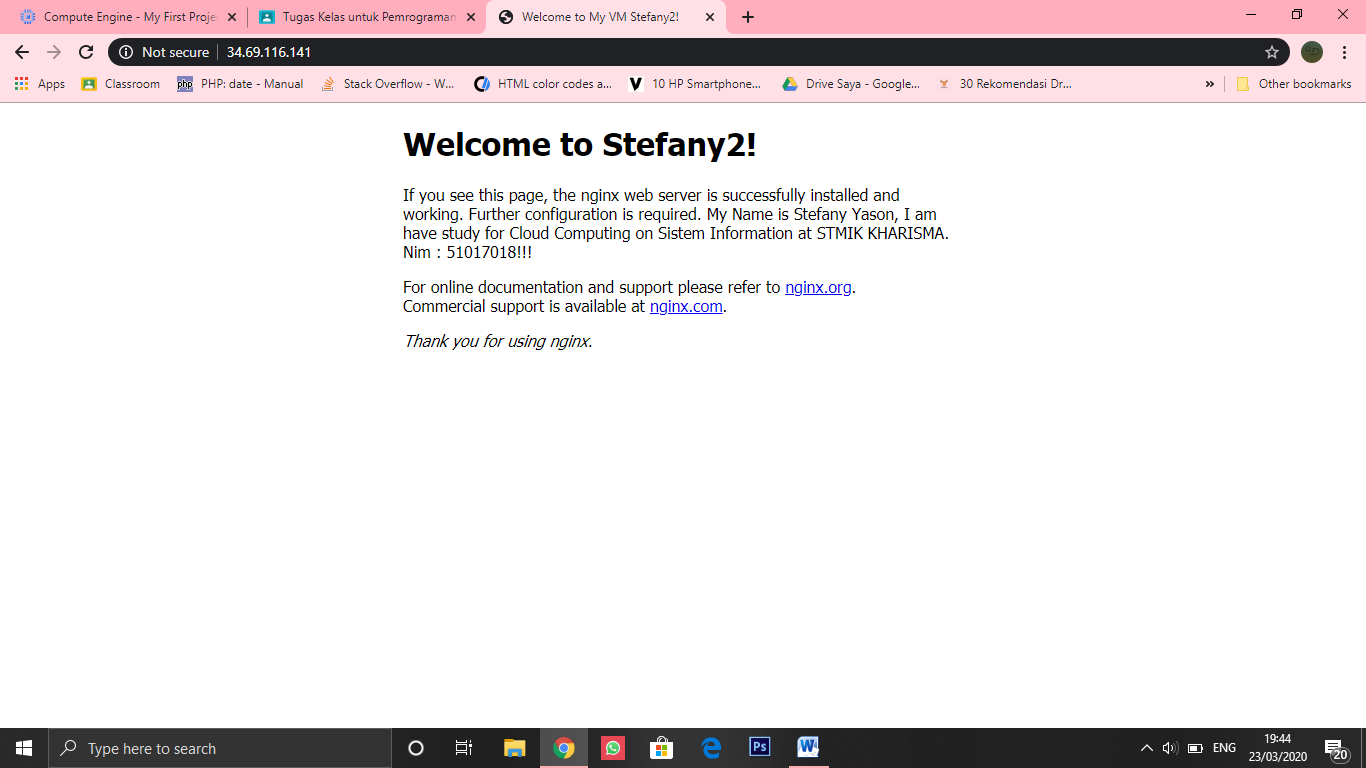 Compute Engine - My First Proje
Tugas Kelas untuk Pemrograman
Welcome to My VM Stefany2!
Not secure
34.69.116.141
Apps
Classroom
php
PHP: date - Manual
Stack Overflow - W...
HTML color codes a...
V
10 HP Smartphone...
Drive Saya - Google...
30 Rekomendasi Dr...
»
Other bookmarks
Welcome to Stefany2!
If you see this page, the nginx web server is successfully installed and
working. Further configuration is required. My Name is Stefany Yason, I am
have study for Cloud Computing on Sistem Information at STMIK KHARISMA.
Nim : 51017018!!!
For online documentation and support please refer to nginx.org.
Commercial support is available at nginx.com.
Thank you for using nginx.
Type here to search
Ps
W
ENG
19:44
23/03/2020
20